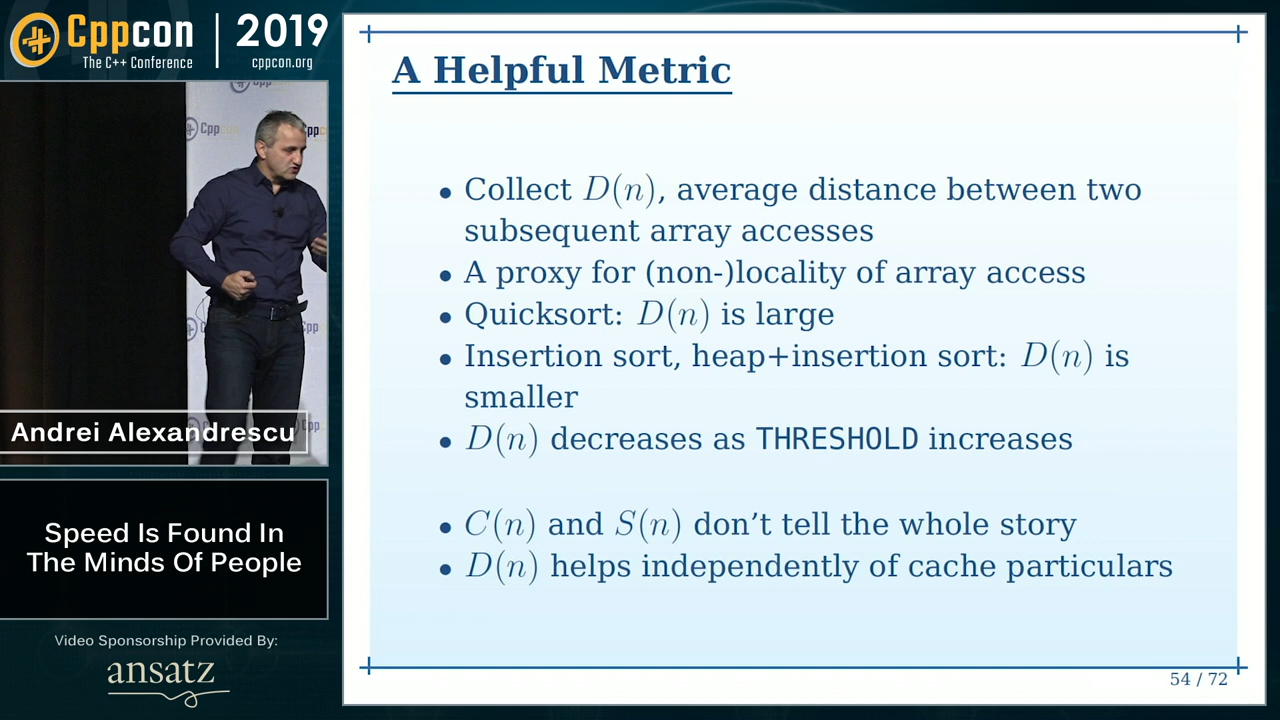 Cppcon | 2019
The C++ Conference cppcon.org
A Helpful Metric
• Collect D(n), average distance between two
subsequent array accesses
• A proxy for (non-)locality of array access
• Quicksort: D(n) is large
• Insertion sort, heap+insertion sort: D(n) is
smaller
• D(n) decreases as THRESHOLD increases
• C(n) and S(n) don’t tell the whole story
• D(n) helps independently of cache particulars
54 / 72
Cppcon
Andrei Alexandrescu
Speed Is Found In
The Minds Of People
Video Sponsorship Provided By:
ansatz